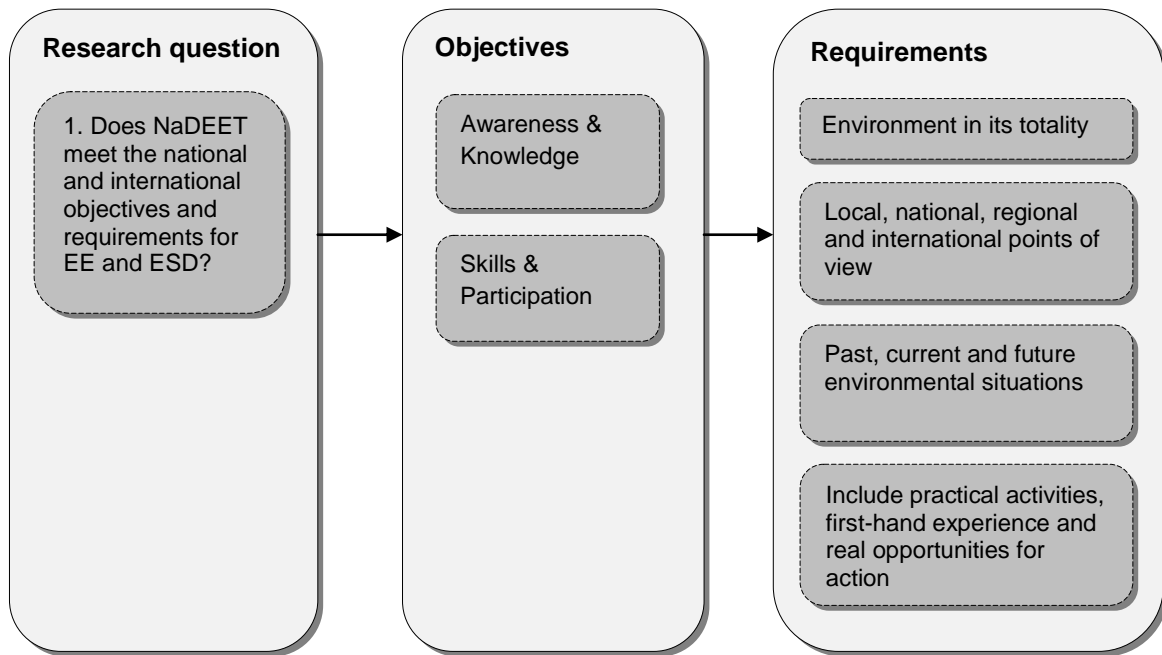 Research question
1. Does NaDEET
meet the national
and international
objectives and
requirements for
EE and ESD?
Objectives
Awareness &
Knowledge
Skills &
Participation
Requirements
Environment in its totality
Local, national, regional
and international points of
view
Past, current and future
environmental situations
Include practical activities,
first-hand experience and
real opportunities for
action